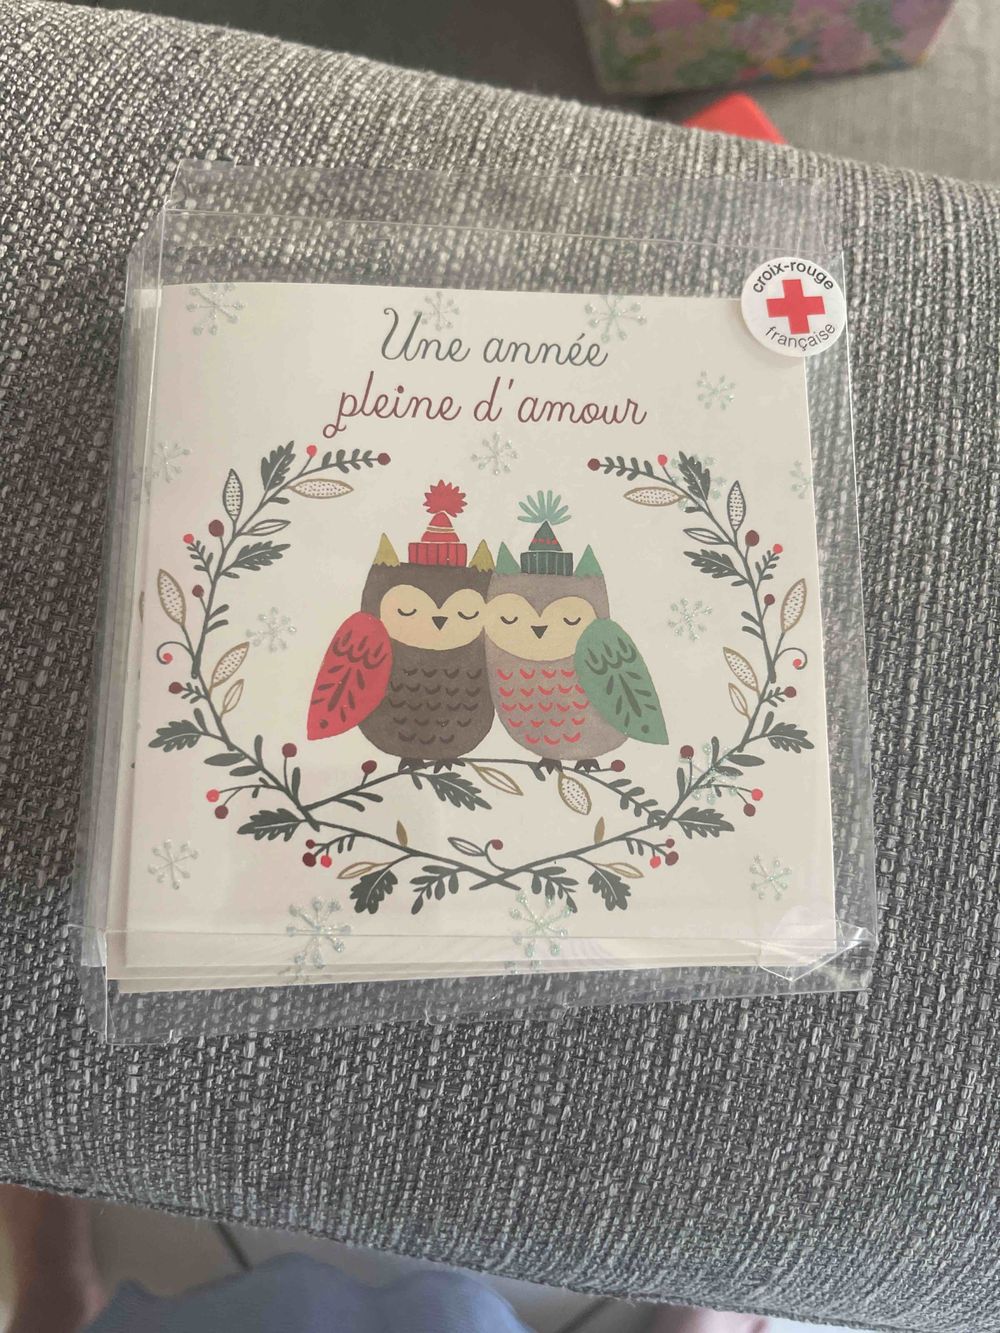 Une année
pleine d'amour
croix-rouge
française